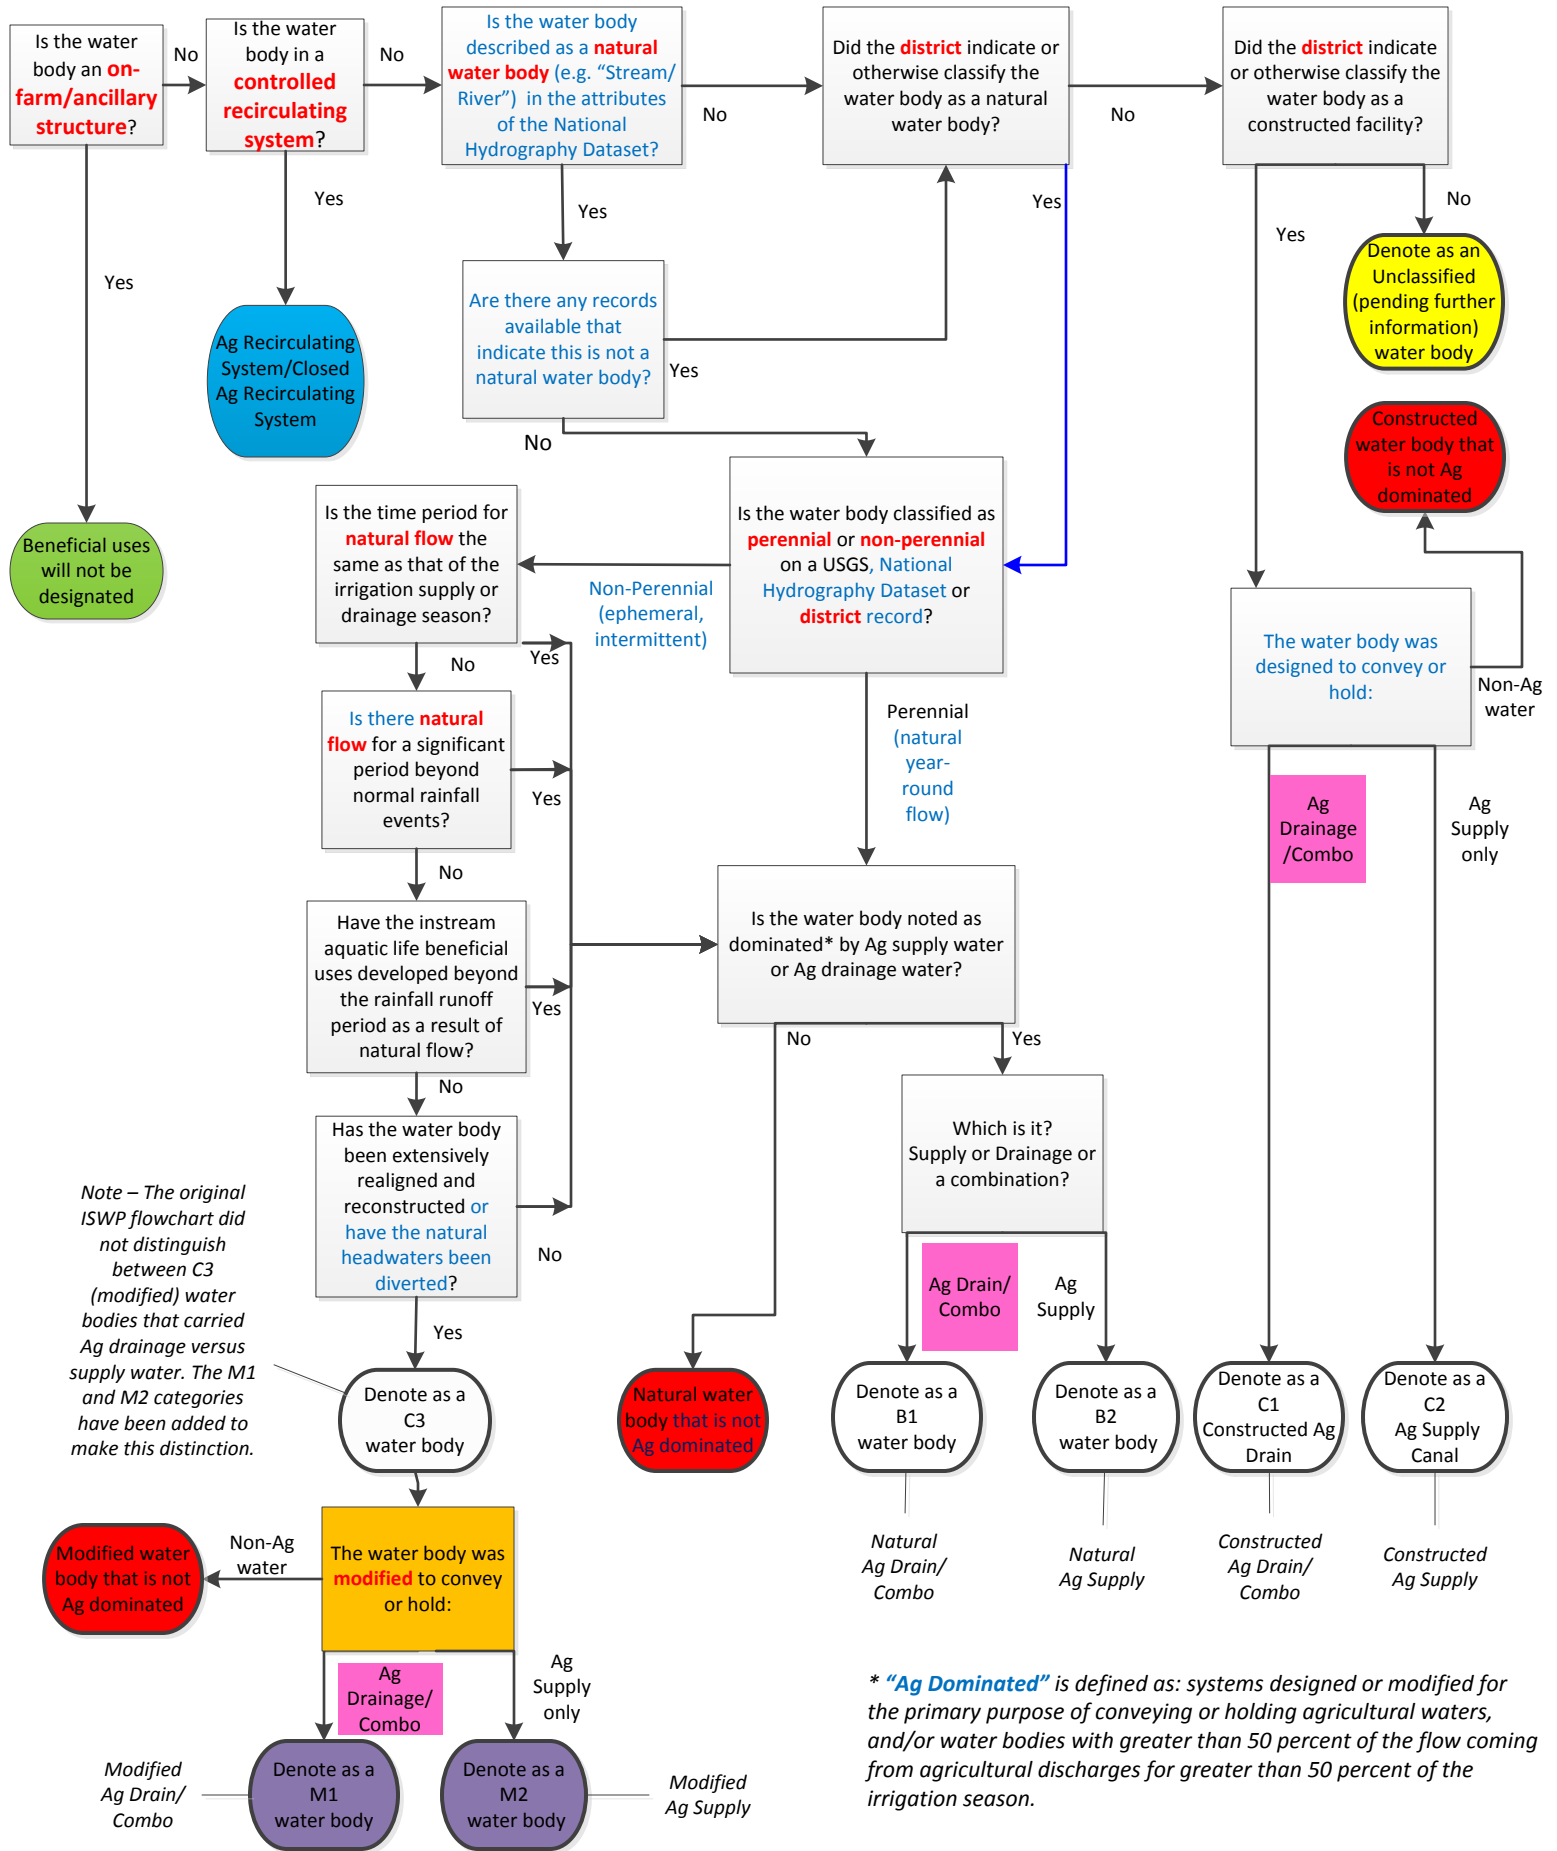 Is the water
body an on-
farm/ancillary
structure?
No
Is the water
body in a
controlled
recirculating
system?
No
Is the water body
described as a natural
water body (e.g. “Stream/
River”) in the attributes
of the National
Hydrography Dataset?
No
Did the district indicate or
otherwise classify the
water body as a natural
water body?
No
Did the district indicate
or otherwise classify the
water body as a
constructed facility?
Yes
Yes
Yes
Yes
Yes
No
Are there any records
available that
indicate this is not a
natural water body?
Yes
No
Denote as an
Unclassified
(pending further
information)
water body
Ag Recirculating
System/Closed
Ag Recirculating
System
Constructed
water body that
is not Ag
dominated
Beneficial uses
will not be
designated
Is the time period for
natural flow the
same as that of the
irrigation supply or
drainage season?
Non-Perennial
(ephemeral,
intermittent)
Is the water body classified as
perennial or non-perennial
on a USGS, National
Hydrography Dataset or
district record?
Yes
No
The water body was
designed to convey or
hold:
Non-Ag
water
Is there natural
flow for a significant
period beyond
normal rainfall
events?
Yes
No
Perennial
(natural
year-
round
flow)
Ag
Drainage
/Combo
Ag
Supply
only
Have the instream
aquatic life beneficial
uses developed beyond
the rainfall runoff
period as a result of
natural flow?
Yes
No
Is the water body noted as
dominated* by Ag supply water
or Ag drainage water?
No
Yes
Has the water body
been extensively
realigned and
reconstructed or
have the natural
headwaters been
diverted?
No
Yes
Which is it?
Supply or Drainage or
a combination?
Ag Drain/
Combo
Ag
Supply
Note – The original
ISWP flowchart did
not distinguish
between C3
(modified) water
bodies that carried
Ag drainage versus
supply water. The M1
and M2 categories
have been added to
make this distinction.
Denote as a
C3
water body
Natural water
body that is not
Ag dominated
Denote as a
B1
water body
Denote as a
B2
water body
Denote as a
C1
Constructed Ag
Drain
Denote as a
C2
Ag Supply
Canal
Natural
Ag Drain/
Combo
Natural
Ag Supply
Constructed
Ag Drain/
Combo
Constructed
Ag Supply
Modified water
body that is not
Ag dominated
Non-Ag
water
The water body was
modified to convey
or hold:
Ag
Drainage/
Combo
Ag
Supply
only
Modified
Ag Drain/
Combo
Denote as a
M1
water body
Denote as a
M2
water body
Modified
Ag Supply
* “Ag Dominated” is defined as: systems designed or modified for
the primary purpose of conveying or holding agricultural waters,
and/or water bodies with greater than 50 percent of the flow coming
from agricultural discharges for greater than 50 percent of the
irrigation season.